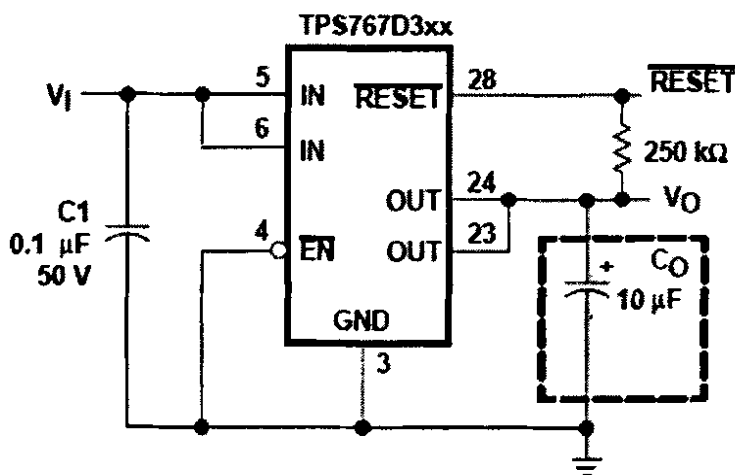 TPS767D3xx
5
28
VI
IN
RESET
RESET
6
IN
250 kΩ
24
OUT
VO
C1
0.1 μF
50 V
4
EN
23
OUT
+
CO
10 μF
GND
3